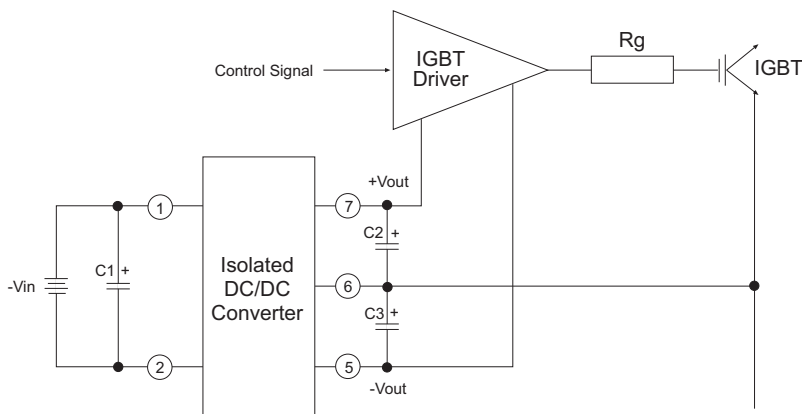 Rg
IGBT
Driver
IGBT
Control Signal
+Vout
1
7
C2 +
C1 +
Isolated
DC/DC
Converter
6
-Vin
C3 +
2
5
-Vout